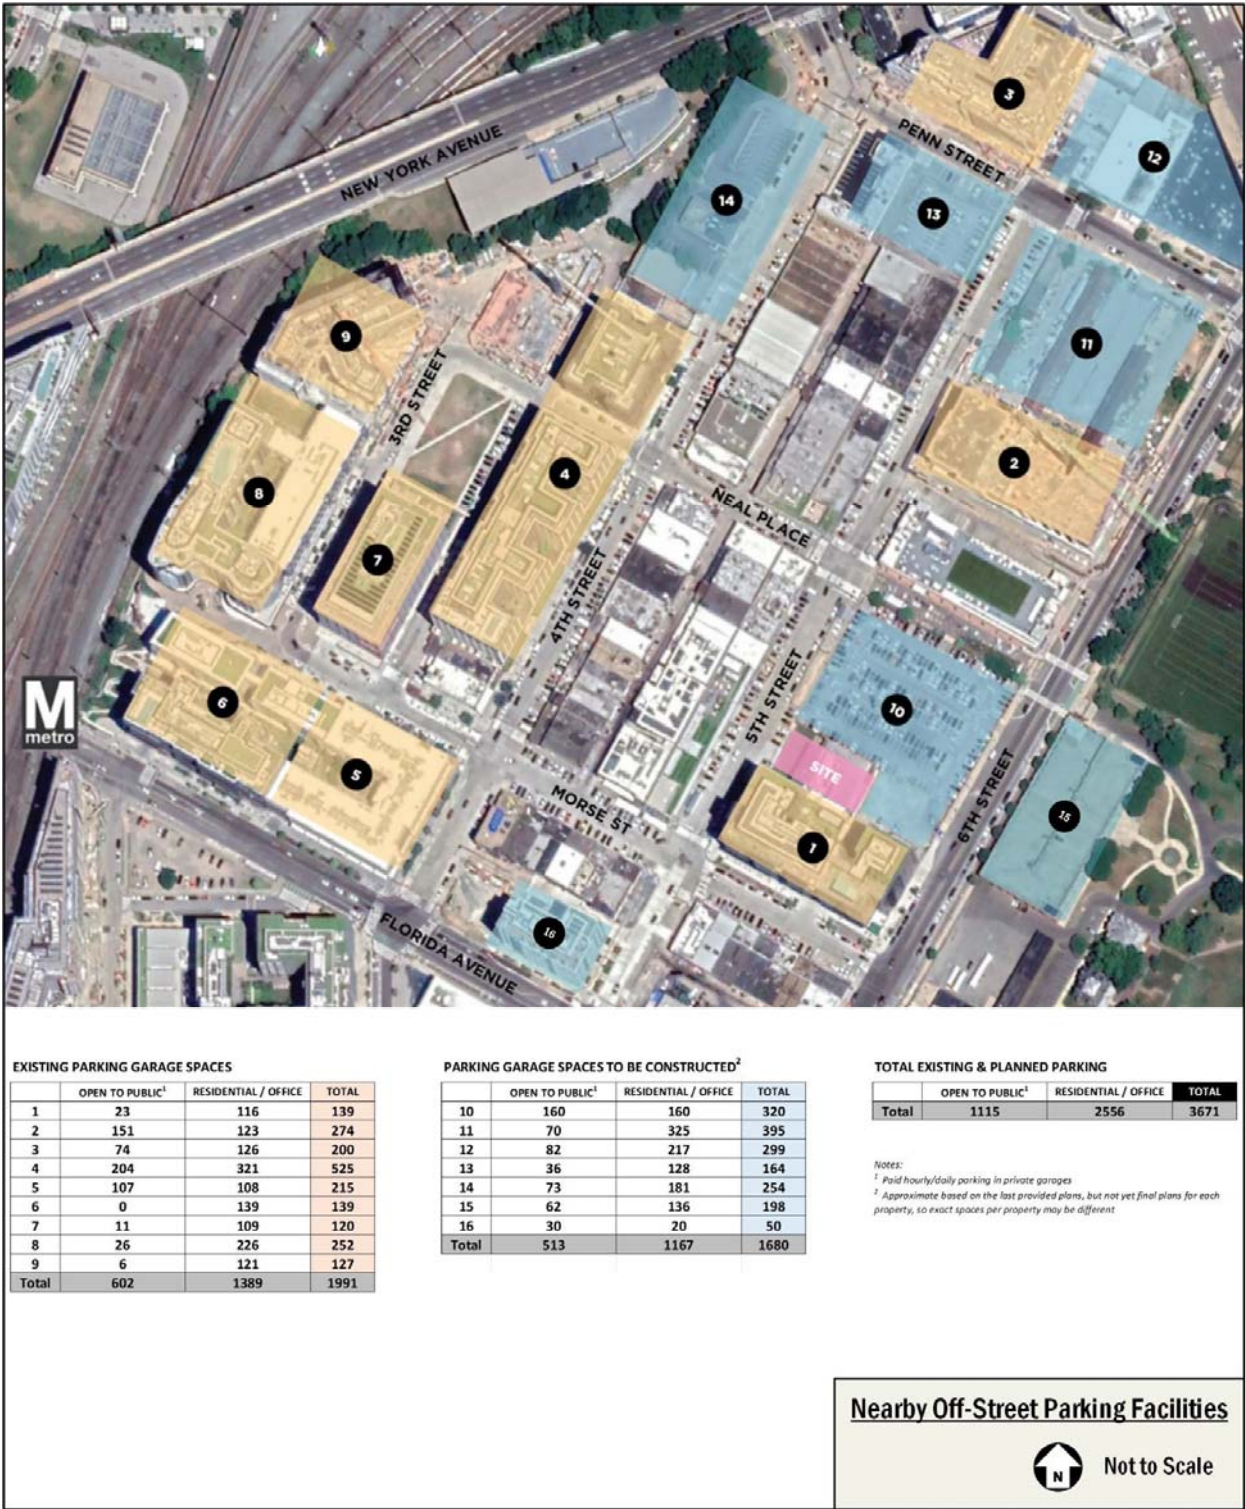 NEW YORK AVENUE
PENN STREET
3
12
14
13
9
11
3RD STREET
4
2
8
NEAL PLACE
7
4TH STREET
5TH STREET
6
10
M
metro
5
SITE
MORSE ST
6TH STREET
15
1
16
FLORIDA AVENUE
EXISTING PARKING GARAGE SPACES
OPEN TO PUBLIC¹ RESIDENTIAL / OFFICE TOTAL
1 23 116 139
2 151 123 274
3 74 126 200
4 204 321 525
5 107 108 215
6 0 139 139
7 11 109 120
8 26 226 252
9 6 121 127
Total 602 1389 1991
PARKING GARAGE SPACES TO BE CONSTRUCTED²
OPEN TO PUBLIC¹ RESIDENTIAL / OFFICE TOTAL
10 160 160 320
11 70 325 395
12 82 217 299
13 36 128 164
14 73 181 254
15 62 136 198
16 30 20 50
Total 513 1167 1680
TOTAL EXISTING & PLANNED PARKING
OPEN TO PUBLIC¹ RESIDENTIAL / OFFICE TOTAL
Total 1115 2556 3671
Notes:
¹ Paid hourly/daily parking in private garages
² Approximate based on the last provided plans, but not yet final plans for each
property, so exact spaces per property may be different
Nearby Off-Street Parking Facilities
N
Not to Scale